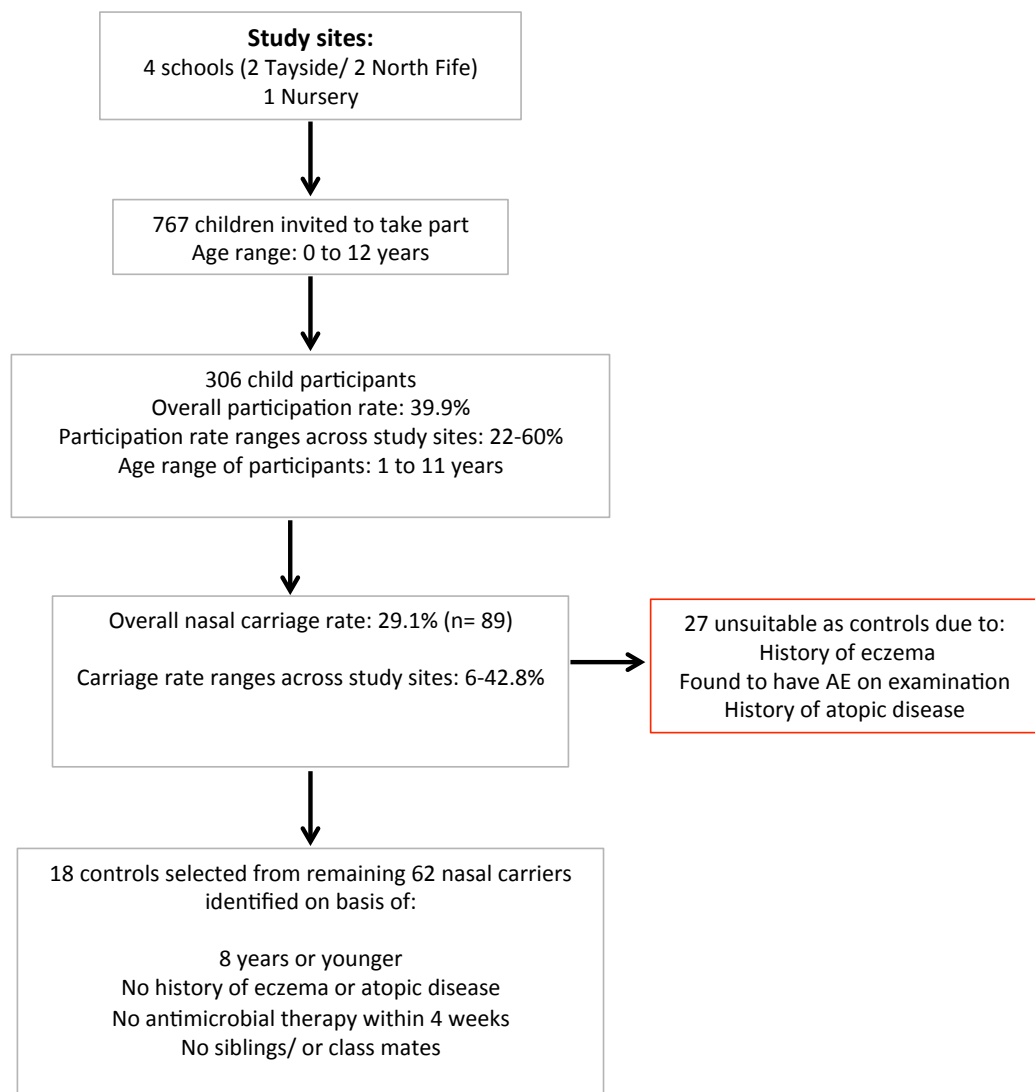 Study sites:
4 schools (2 Tayside/ 2 North Fife)
1 Nursery
767 children invited to take part
Age range: 0 to 12 years
306 child participants
Overall participation rate: 39.9%
Participation rate ranges across study sites: 22-60%
Age range of participants: 1 to 11 years
Overall nasal carriage rate: 29.1% (n= 89)
Carriage rate ranges across study sites: 6-42.8%
27 unsuitable as controls due to:
History of eczema
Found to have AE on examination
History of atopic disease
18 controls selected from remaining 62 nasal carriers
identified on basis of:
8 years or younger
No history of eczema or atopic disease
No antimicrobial therapy within 4 weeks
No siblings/ or class mates